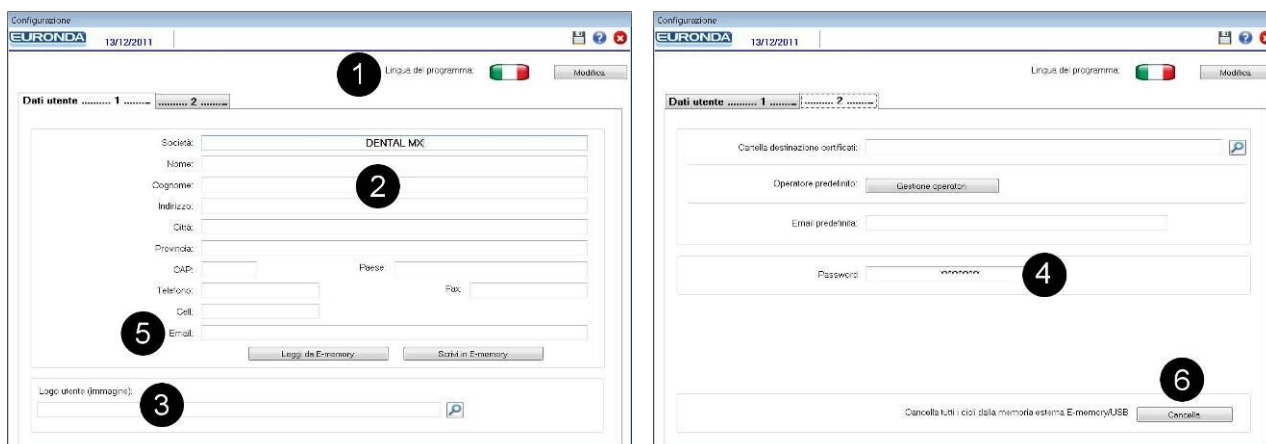 Configurazione
EURONDA 13/12/2011
1 Lingua del programma: Modifica
Dati utente .......... 1 ......... .......... 2 .........
Società: DENTAL MX
Nome:
Cognome: 2
Indirizzo:
Città:
Provincia:
CAP: Paese:
Telefono: Fax:
Cell.:
5 Email:
Leggi da E-memory Scrivi in E-memory
Logo utente (immagine):
3
Configurazione
EURONDA 13/12/2011
Lingua del programma: Modifica
Dati utente .......... 1 ......... .......... 2 .........
Cartella destinazione certificati:
Operatore predefinito: Gestione operatori
Email predefinita:
Password ******** 4
6
Cancella tutti i cicli dalla memoria esterna E-memory/USB Cancella